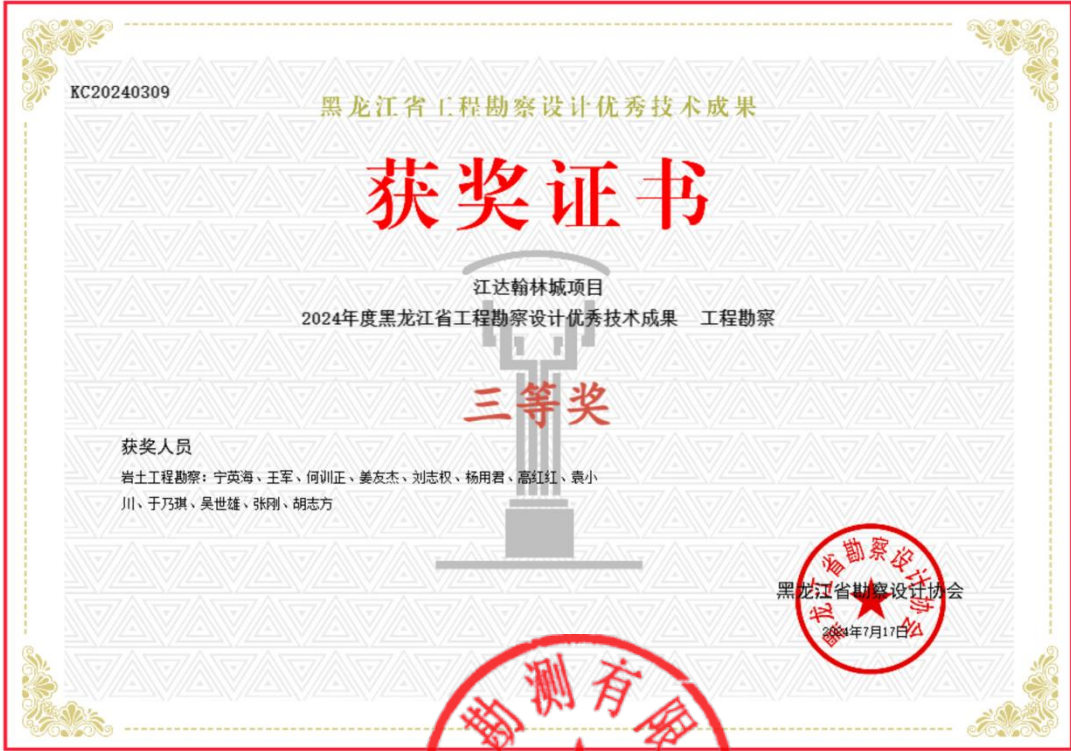 KC20240309
黑龙江省工程勘察设计优秀技术成果
获奖证书
江达翰林城项目
2024年度黑龙江省工程勘察设计优秀技术成果 工程勘察
三等奖
获奖人员
岩土工程勘察：宁英海、王军、何训正、姜友杰、刘志权、杨用君、高红红、袁小
川、于乃琪、吴世雄、张刚、胡志方
黑龙江省勘察设计协会
黑龙江省勘察设计协会
2024年7月17日
勘测有限